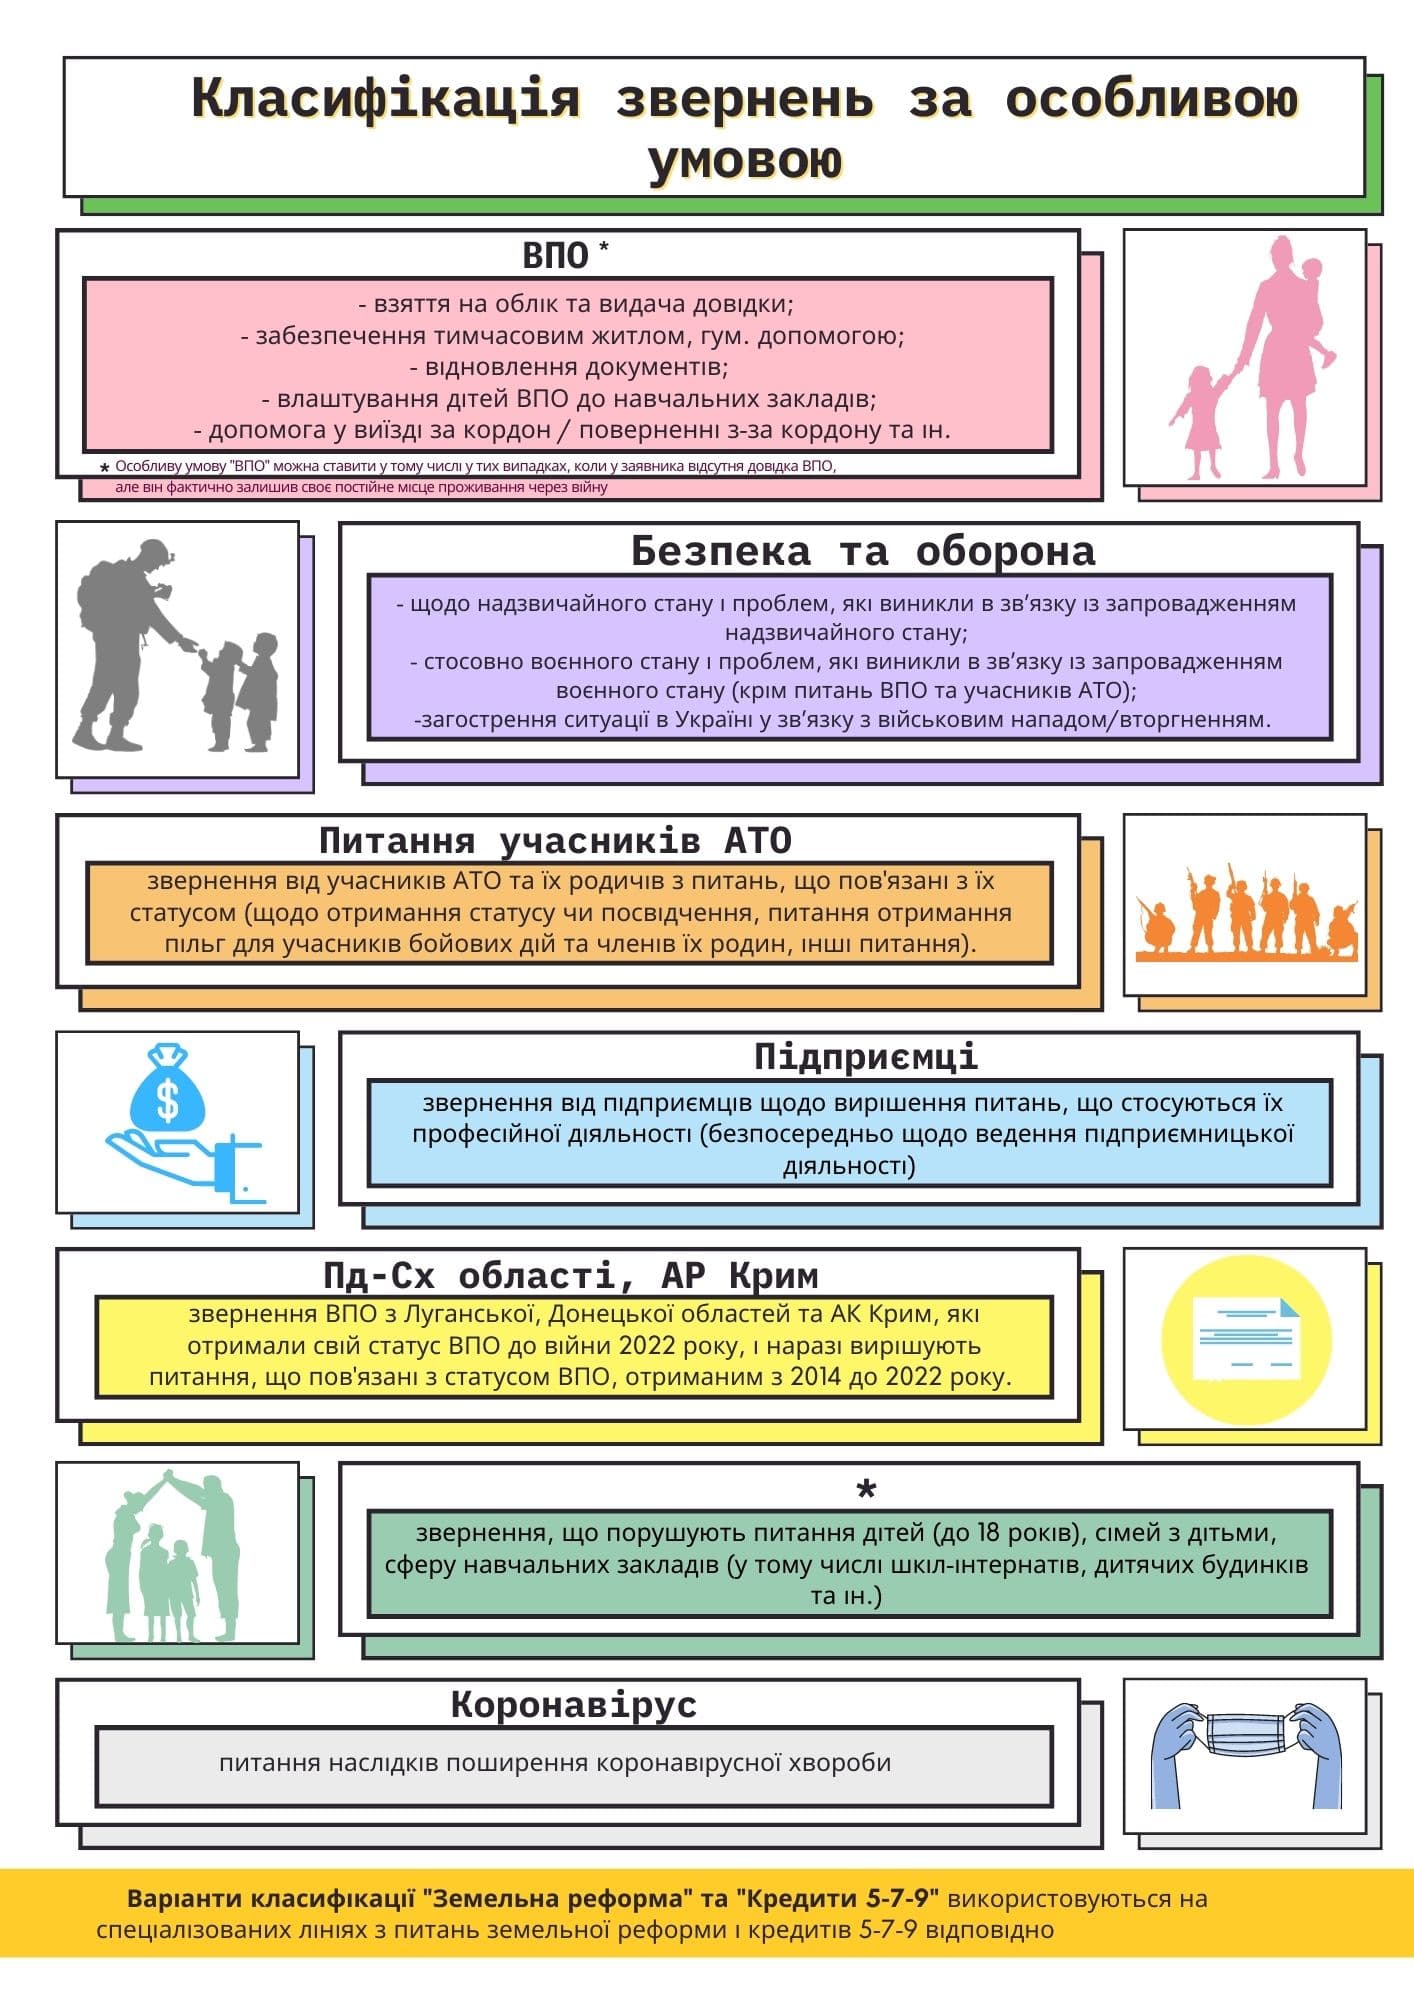 Класифікація звернень за особливою
умовою
ВПО *
- взяття на облік та видача довідки;
- забезпечення тимчасовим житлом, гум. допомогою;
- відновлення документів;
- влаштування дітей ВПО до навчальних закладів;
- допомога у виїзді за кордон / поверненні з-за кордону та ін.
* Особливу умову "ВПО" можна ставити у тому числі у тих випадках, коли у заявника відсутня довідка ВПО,
але він фактично залишив своє постійне місце проживання через війну
Безпека та оборона
- щодо надзвичайного стану і проблем, які виникли в зв’язку із запровадженням
надзвичайного стану;
- стосовно воєнного стану і проблем, які виникли в зв’язку із запровадженням
воєнного стану (крім питань ВПО та учасників АТО);
-загострення ситуації в Україні у зв’язку з військовим нападом/вторгненням.
Питання учасників АТО
звернення від учасників АТО та їх родичів з питань, що пов'язані з їх
статусом (щодо отримання статусу чи посвідчення, питання отримання
пільг для учасників бойових дій та членів їх родин, інші питання).
$
Підприємці
звернення від підприємців щодо вирішення питань, що стосуються їх
професійної діяльності (безпосередньо щодо ведення підприємницької
діяльності)
Пд-Сх області, АР Крим
звернення ВПО з Луганської, Донецької областей та АК Крим, які
отримали свій статус ВПО до війни 2022 року, і наразі вирішують
питання, що пов'язані з статусом ВПО, отриманим з 2014 до 2022 року.
*
звернення, що порушують питання дітей (до 18 років), сімей з дітьми,
сферу навчальних закладів (у тому числі шкіл-інтернатів, дитячих будинків
та ін.)
Коронавірус
питання наслідків поширення коронавірусної хвороби
Варіанти класифікації "Земельна реформа" та "Кредити 5-7-9" використовуються на
спеціалізованих лініях з питань земельної реформи і кредитів 5-7-9 відповідно